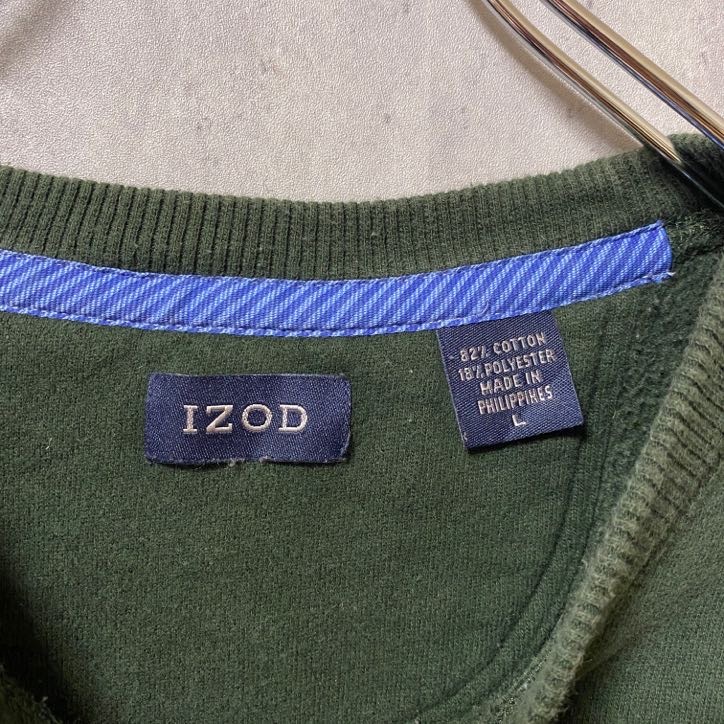 IZOD
82% COTTON
18% POLYESTER
MADE IN
PHILIPPINES
L